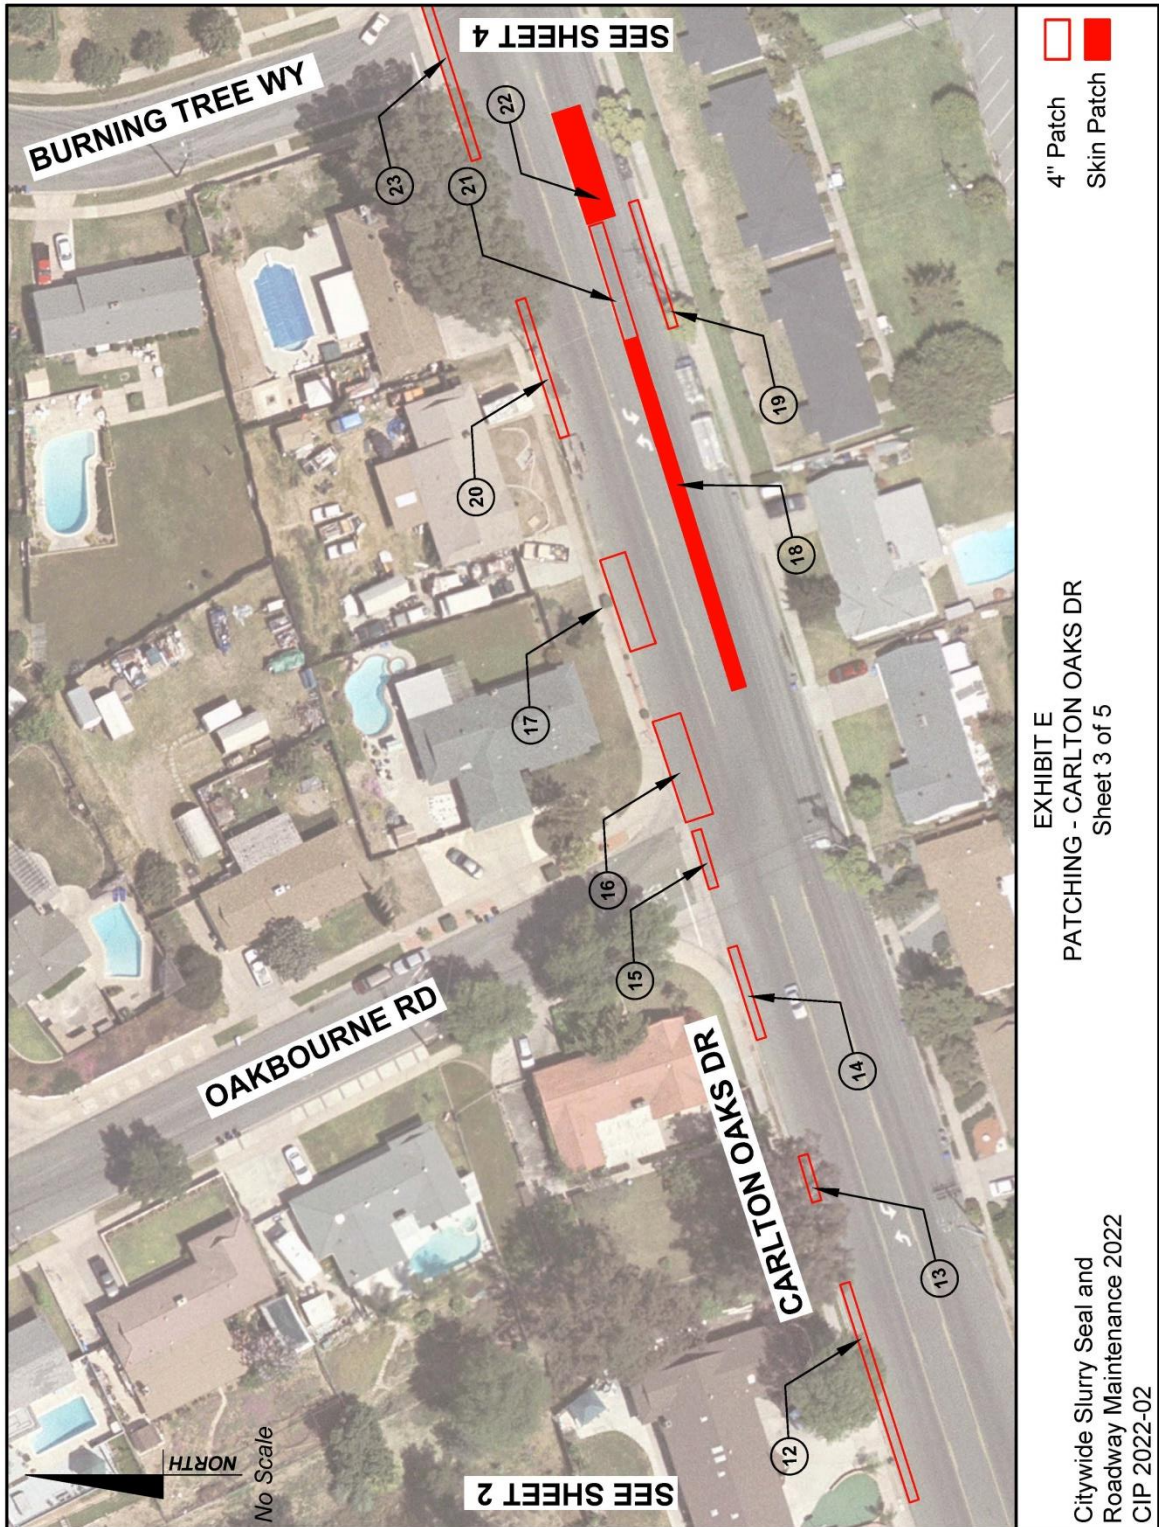 BURNING TREE WY
SEE SHEET 4
OAKBOURNE RD
CARLTON OAKS DR
SEE SHEET 2
NORTH
No Scale
12
13
14
15
16
17
18
19
20
21
22
23
4" Patch
Skin Patch
EXHIBIT E
PATCHING - CARLTON OAKS DR
Sheet 3 of 5
Citywide Slurry Seal and
Roadway Maintenance 2022
CIP 2022-02